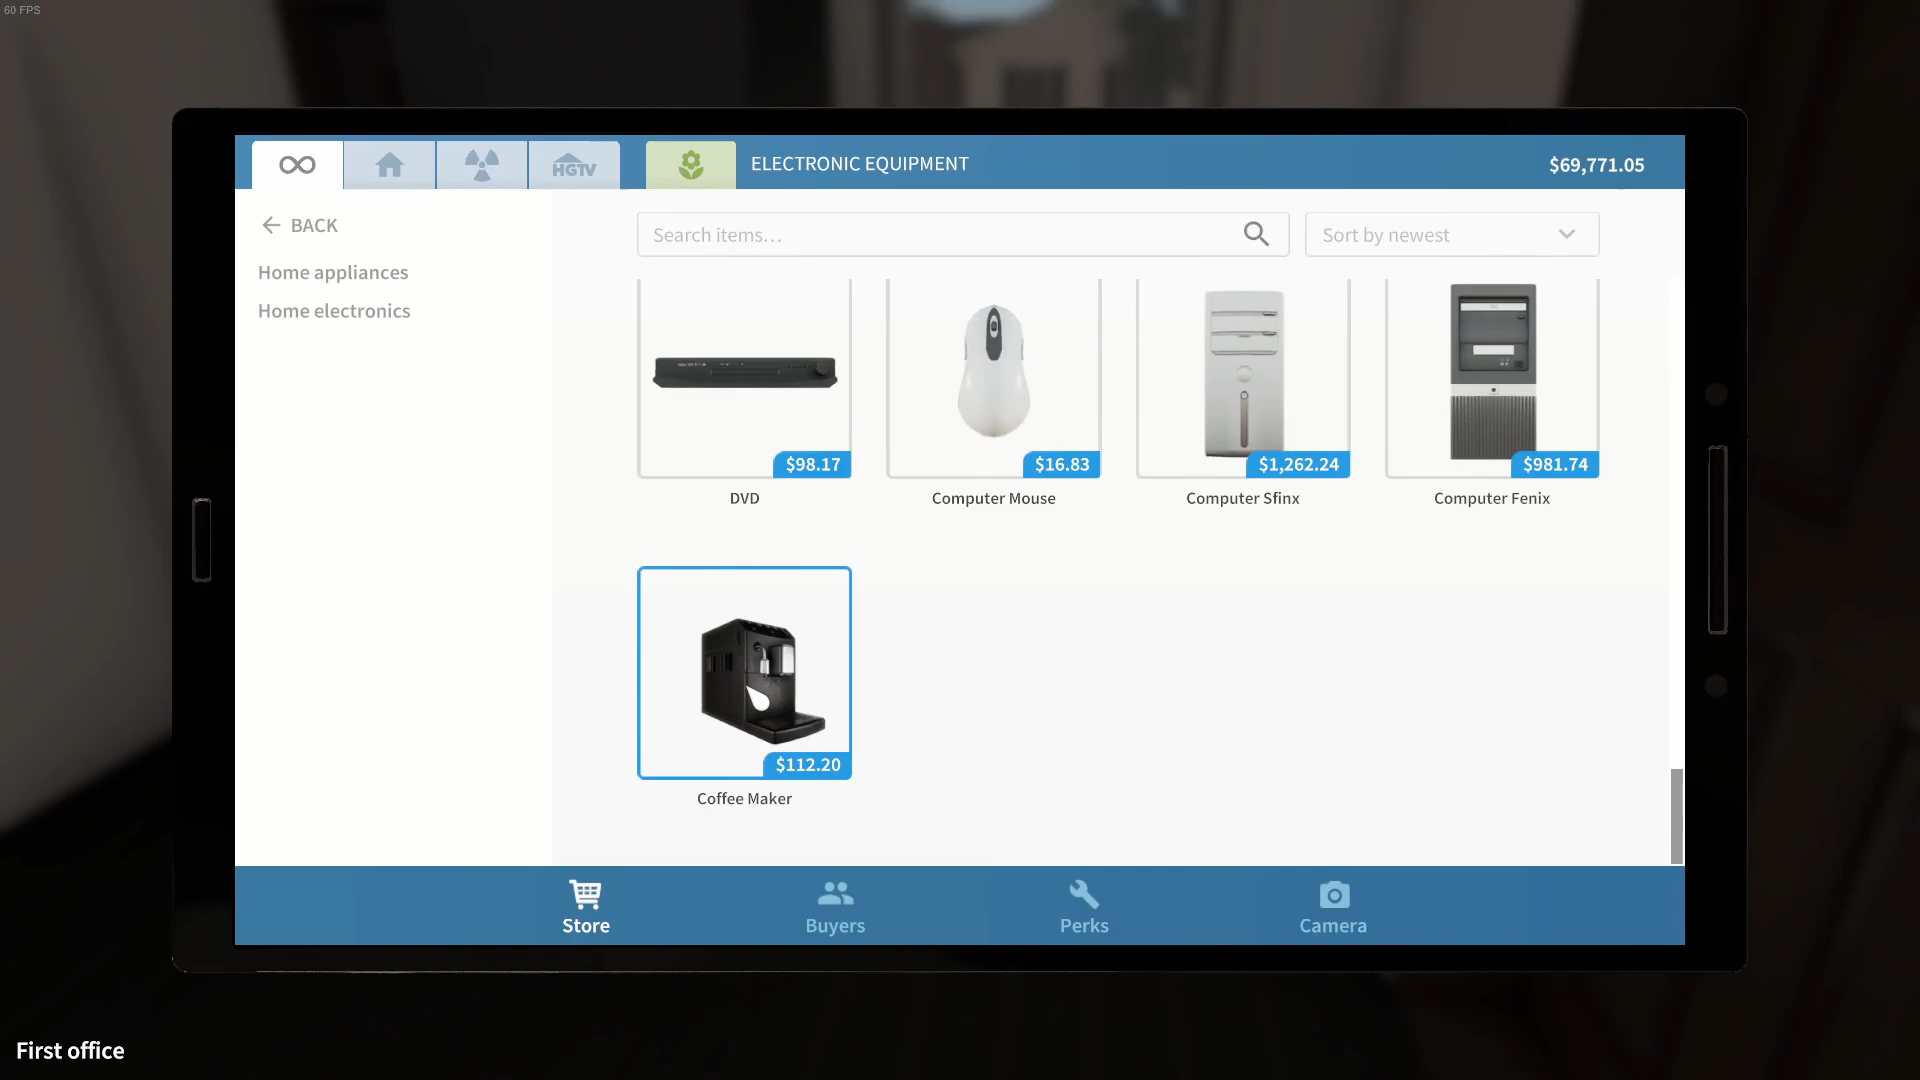 60 FPS
HGTV
ELECTRONIC EQUIPMENT
$69,771.05
BACK
Search items...
Sort by newest
Home appliances
Home electronics
$98.17
$16.83
$1,262.24
$981.74
DVD
Computer Mouse
Computer Sfinx
Computer Fenix
$112.20
Coffee Maker
Store
Buyers
Perks
Camera
First office